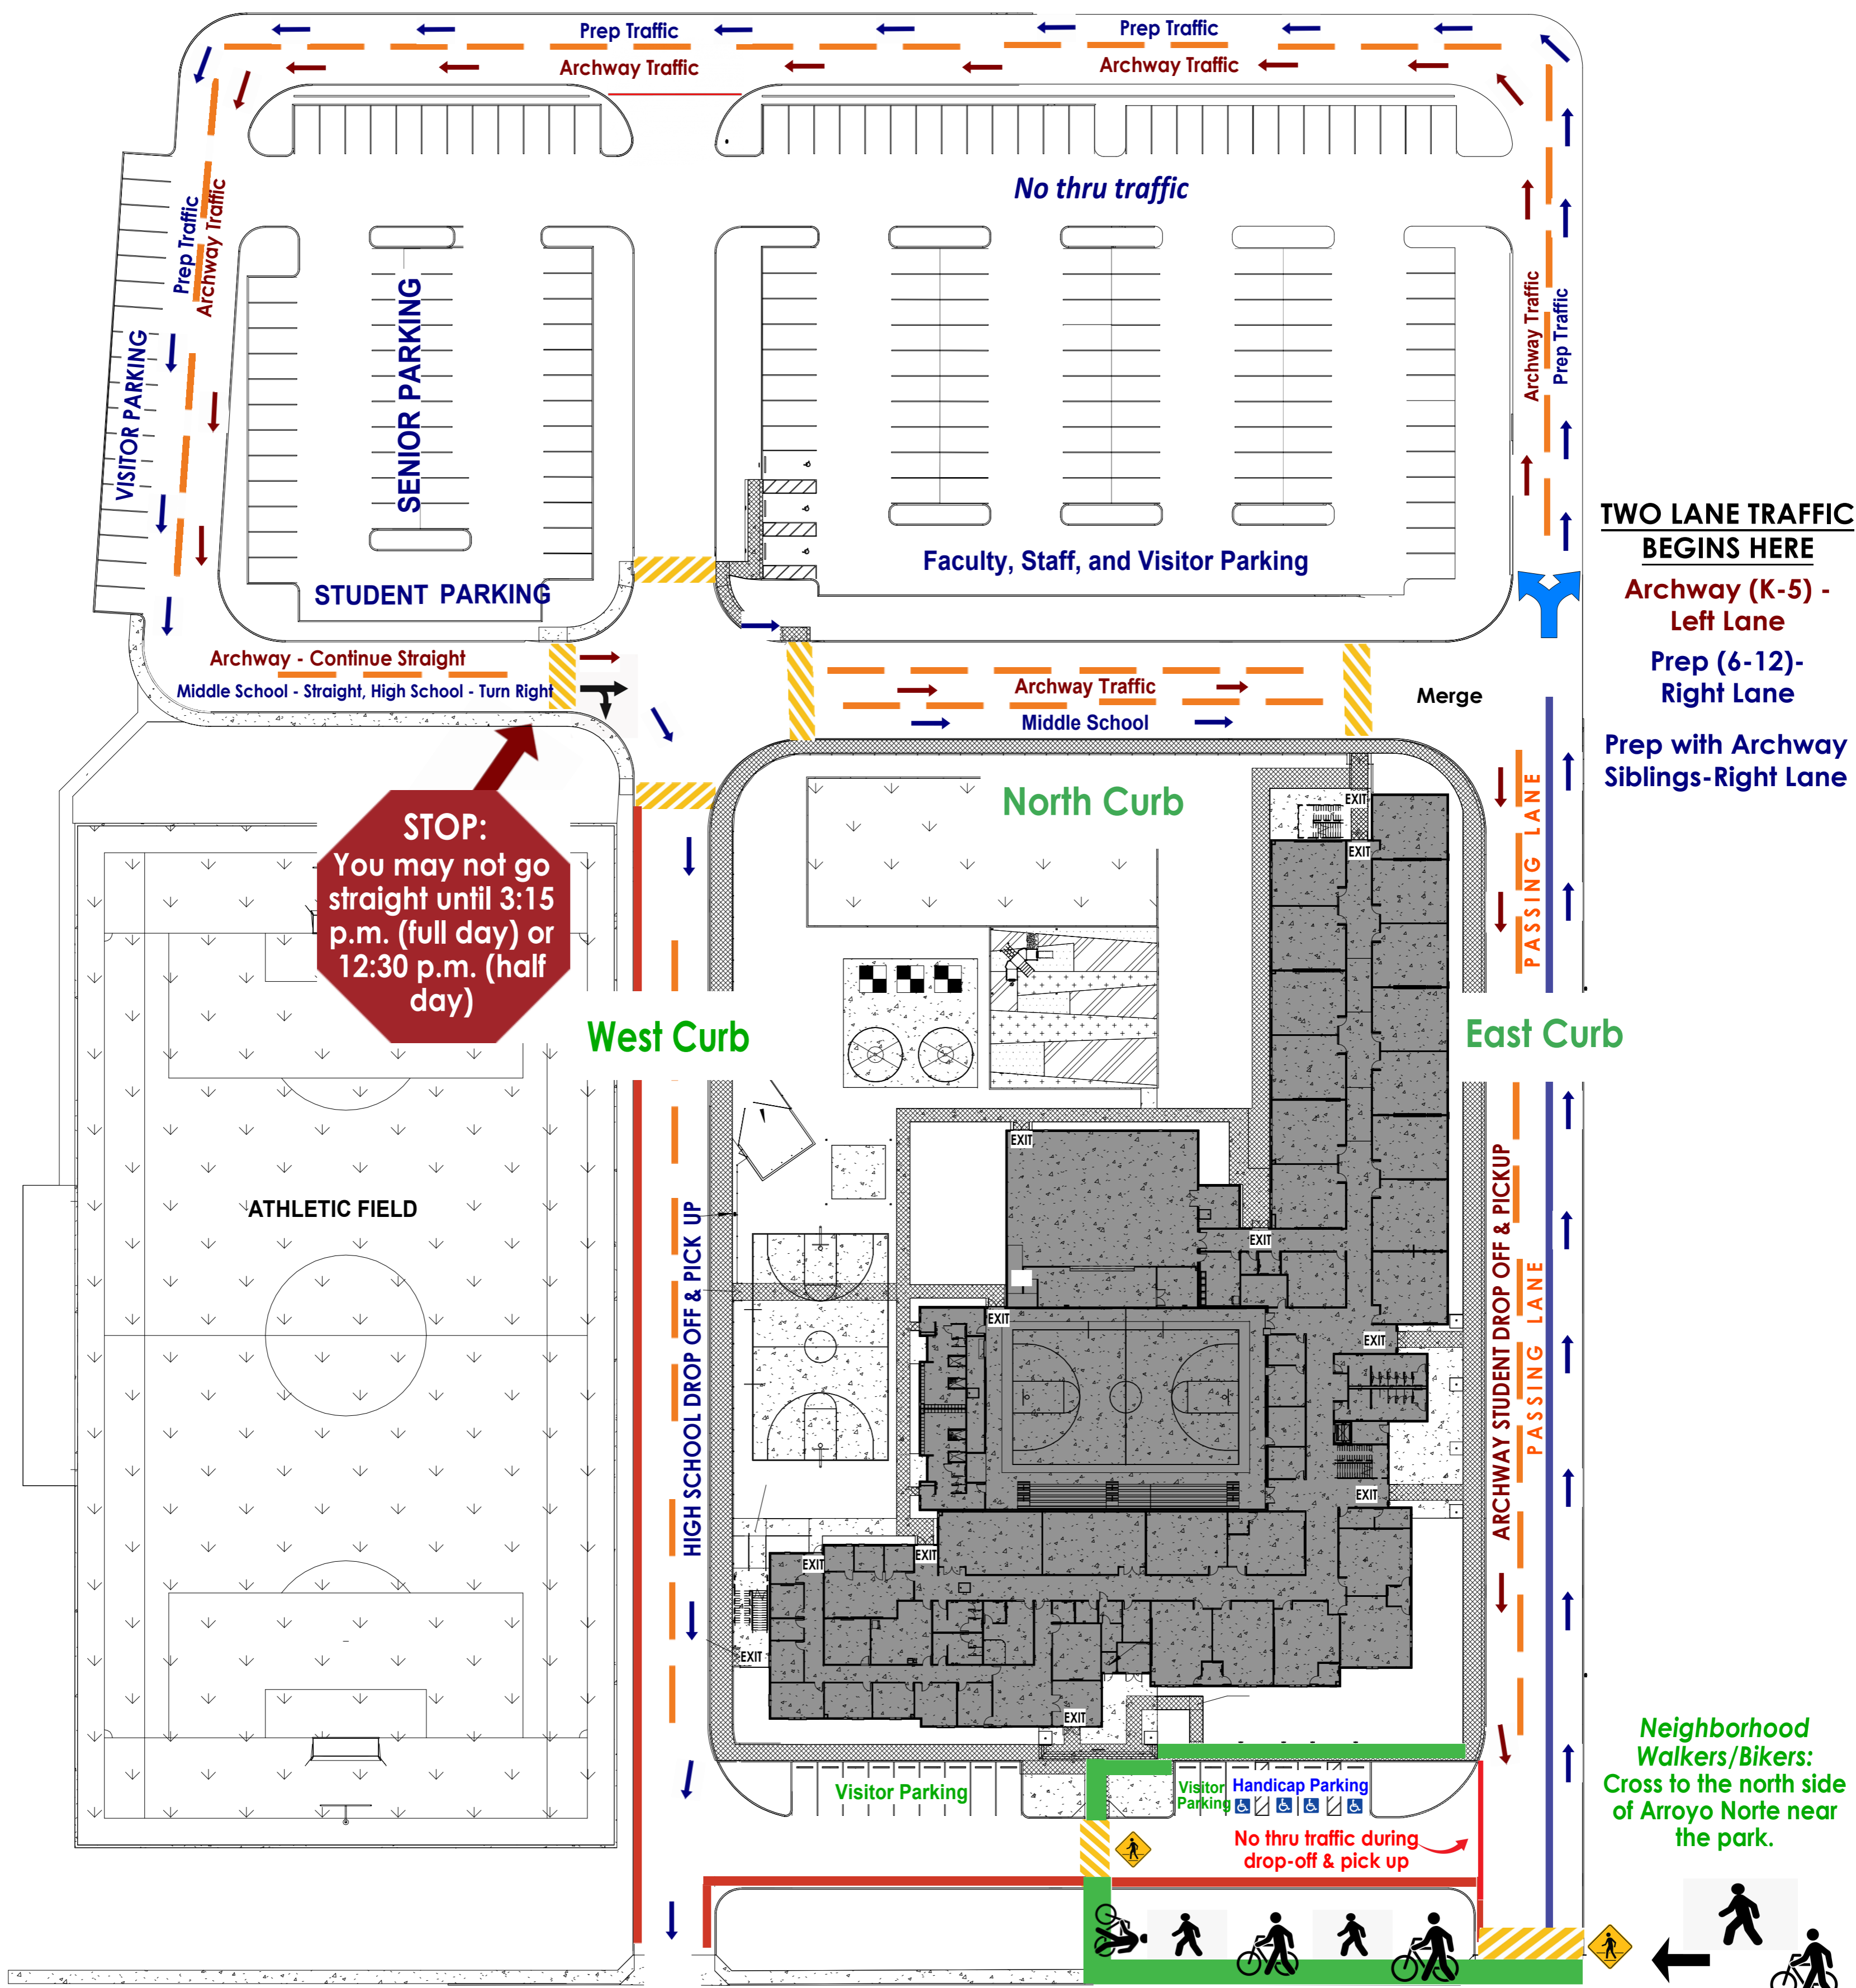 Prep Traffic
Prep Traffic
Archway Traffic
Archway Traffic
No thru traffic
Prep Traffic
Archway Traffic
VISITOR PARKING
SENIOR PARKING
STUDENT PARKING
Faculty, Staff, and Visitor Parking
Archway Traffic
Prep Traffic
TWO LANE TRAFFIC
BEGINS HERE
Archway (K-5) -
Left Lane
Prep (6-12)-
Right Lane
Prep with Archway
Siblings-Right Lane
Archway - Continue Straight
Middle School - Straight, High School - Turn Right
Archway Traffic
Middle School
Merge
STOP:
You may not go
straight until 3:15
p.m. (full day) or
12:30 p.m. (half
day)
North Curb
EXIT
EXIT
PASSING LANE
West Curb
East Curb
ATHLETIC FIELD
HIGH SCHOOL DROP OFF & PICK UP
EXIT
EXIT
EXIT
EXIT
EXIT
EXIT
EXIT
EXIT
EXIT
ARCHWAY STUDENT DROP OFF & PICKUP
PASSING LANE
Visitor Parking
Visitor
Parking
Handicap Parking
No thru traffic during
drop-off & pick up
Neighborhood
Walkers/Bikers:
Cross to the north side
of Arroyo Norte near
the park.